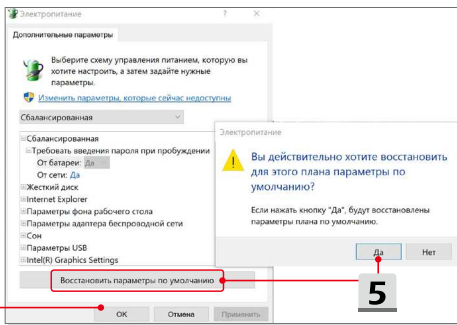 Электропитание
?
×
Дополнительные параметры
Выберите схему управления питанием, которую вы
хотите настроить, а затем задайте нужные
параметры.
Изменить параметры, которые сейчас недоступны
Сбалансированная
Сбалансированная
Требовать введения пароля при пробуждении
От батареи: Да
От сети: Да
Жесткий диск
Internet Explorer
Параметры фона рабочего стола
Параметры адаптера беспроводной сети
Сон
Параметры USB
Intel(R) Graphics Settings
Восстановить параметры по умолчанию
ОК Отмена Применить
Электропитание
Вы действительно хотите восстановить
для этого плана параметры по
умолчанию?
Если нажать кнопку "Да", будут восстановлены
параметры плана по умолчанию.
Да Нет
5